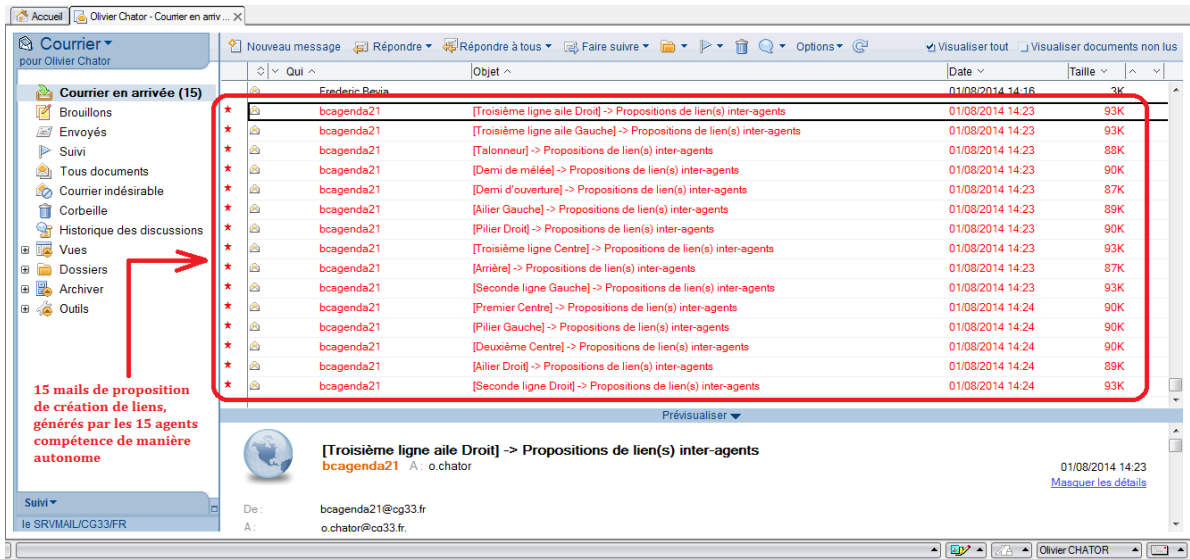 Accueil Olivier Chator - Courrier en arriv ...
Courrier
pour Olivier Chator
Nouveau message Répondre Répondre à tous Faire suivre Options Visualiser tout Visualiser documents non lus
Qui Objet Date Taille
Courrier en arrivée (15)
Brouillons
Envoyés
Suivi
Tous documents
Courrier indésirable
Corbeille
Historique des discussions
Vues
Dossiers
Archiver
Outils
Frederic Bevia 01/08/2014 14:16 3K
bcagenda21 [Troisième ligne aile Droit] -> Propositions de lien(s) inter-agents 01/08/2014 14:23 93K
bcagenda21 [Troisième ligne aile Gauche] -> Propositions de lien(s) inter-agents 01/08/2014 14:23 93K
bcagenda21 [Talonneur] -> Propositions de lien(s) inter-agents 01/08/2014 14:23 88K
bcagenda21 [Demi de mêlée] -> Propositions de lien(s) inter-agents 01/08/2014 14:23 90K
bcagenda21 [Demi d'ouverture] -> Propositions de lien(s) inter-agents 01/08/2014 14:23 87K
bcagenda21 [Ailier Gauche] -> Propositions de lien(s) inter-agents 01/08/2014 14:23 89K
bcagenda21 [Pilier Droit] -> Propositions de lien(s) inter-agents 01/08/2014 14:23 90K
bcagenda21 [Troisième ligne Centre] -> Propositions de lien(s) inter-agents 01/08/2014 14:23 93K
bcagenda21 [Arrière] -> Propositions de lien(s) inter-agents 01/08/2014 14:23 87K
bcagenda21 [Seconde ligne Gauche] -> Propositions de lien(s) inter-agents 01/08/2014 14:23 93K
bcagenda21 [Premier Centre] -> Propositions de lien(s) inter-agents 01/08/2014 14:24 90K
bcagenda21 [Pilier Gauche] -> Propositions de lien(s) inter-agents 01/08/2014 14:24 90K
bcagenda21 [Deuxième Centre] -> Propositions de lien(s) inter-agents 01/08/2014 14:24 90K
bcagenda21 [Ailier Droit] -> Propositions de lien(s) inter-agents 01/08/2014 14:24 89K
bcagenda21 [Seconde ligne Droit] -> Propositions de lien(s) inter-agents 01/08/2014 14:24 93K
15 mails de proposition
de création de liens,
générés par les 15 agents
compétence de manière
autonome
Prévisualiser
[Troisième ligne aile Droit] -> Propositions de lien(s) inter-agents
bcagenda21 A : o.chator 01/08/2014 14:23
Masquer les détails
De : bcagenda21@cg33.fr
A : o.chator@cg33.fr.
Suivi
le SRVMAIL/CG33/FR
Olivier CHATOR